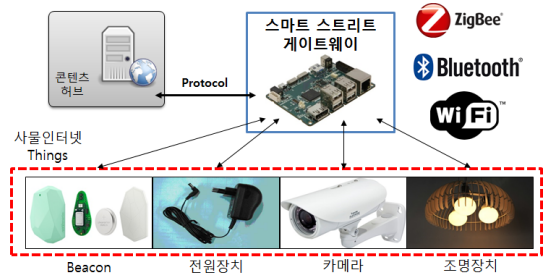 콘텐츠
허브
Protocol
스마트 스트리트
게이트웨이
ZigBee®
Bluetooth®
Wi Fi™
사물인터넷
Things
Beacon
전원장치
카메라
조명장치